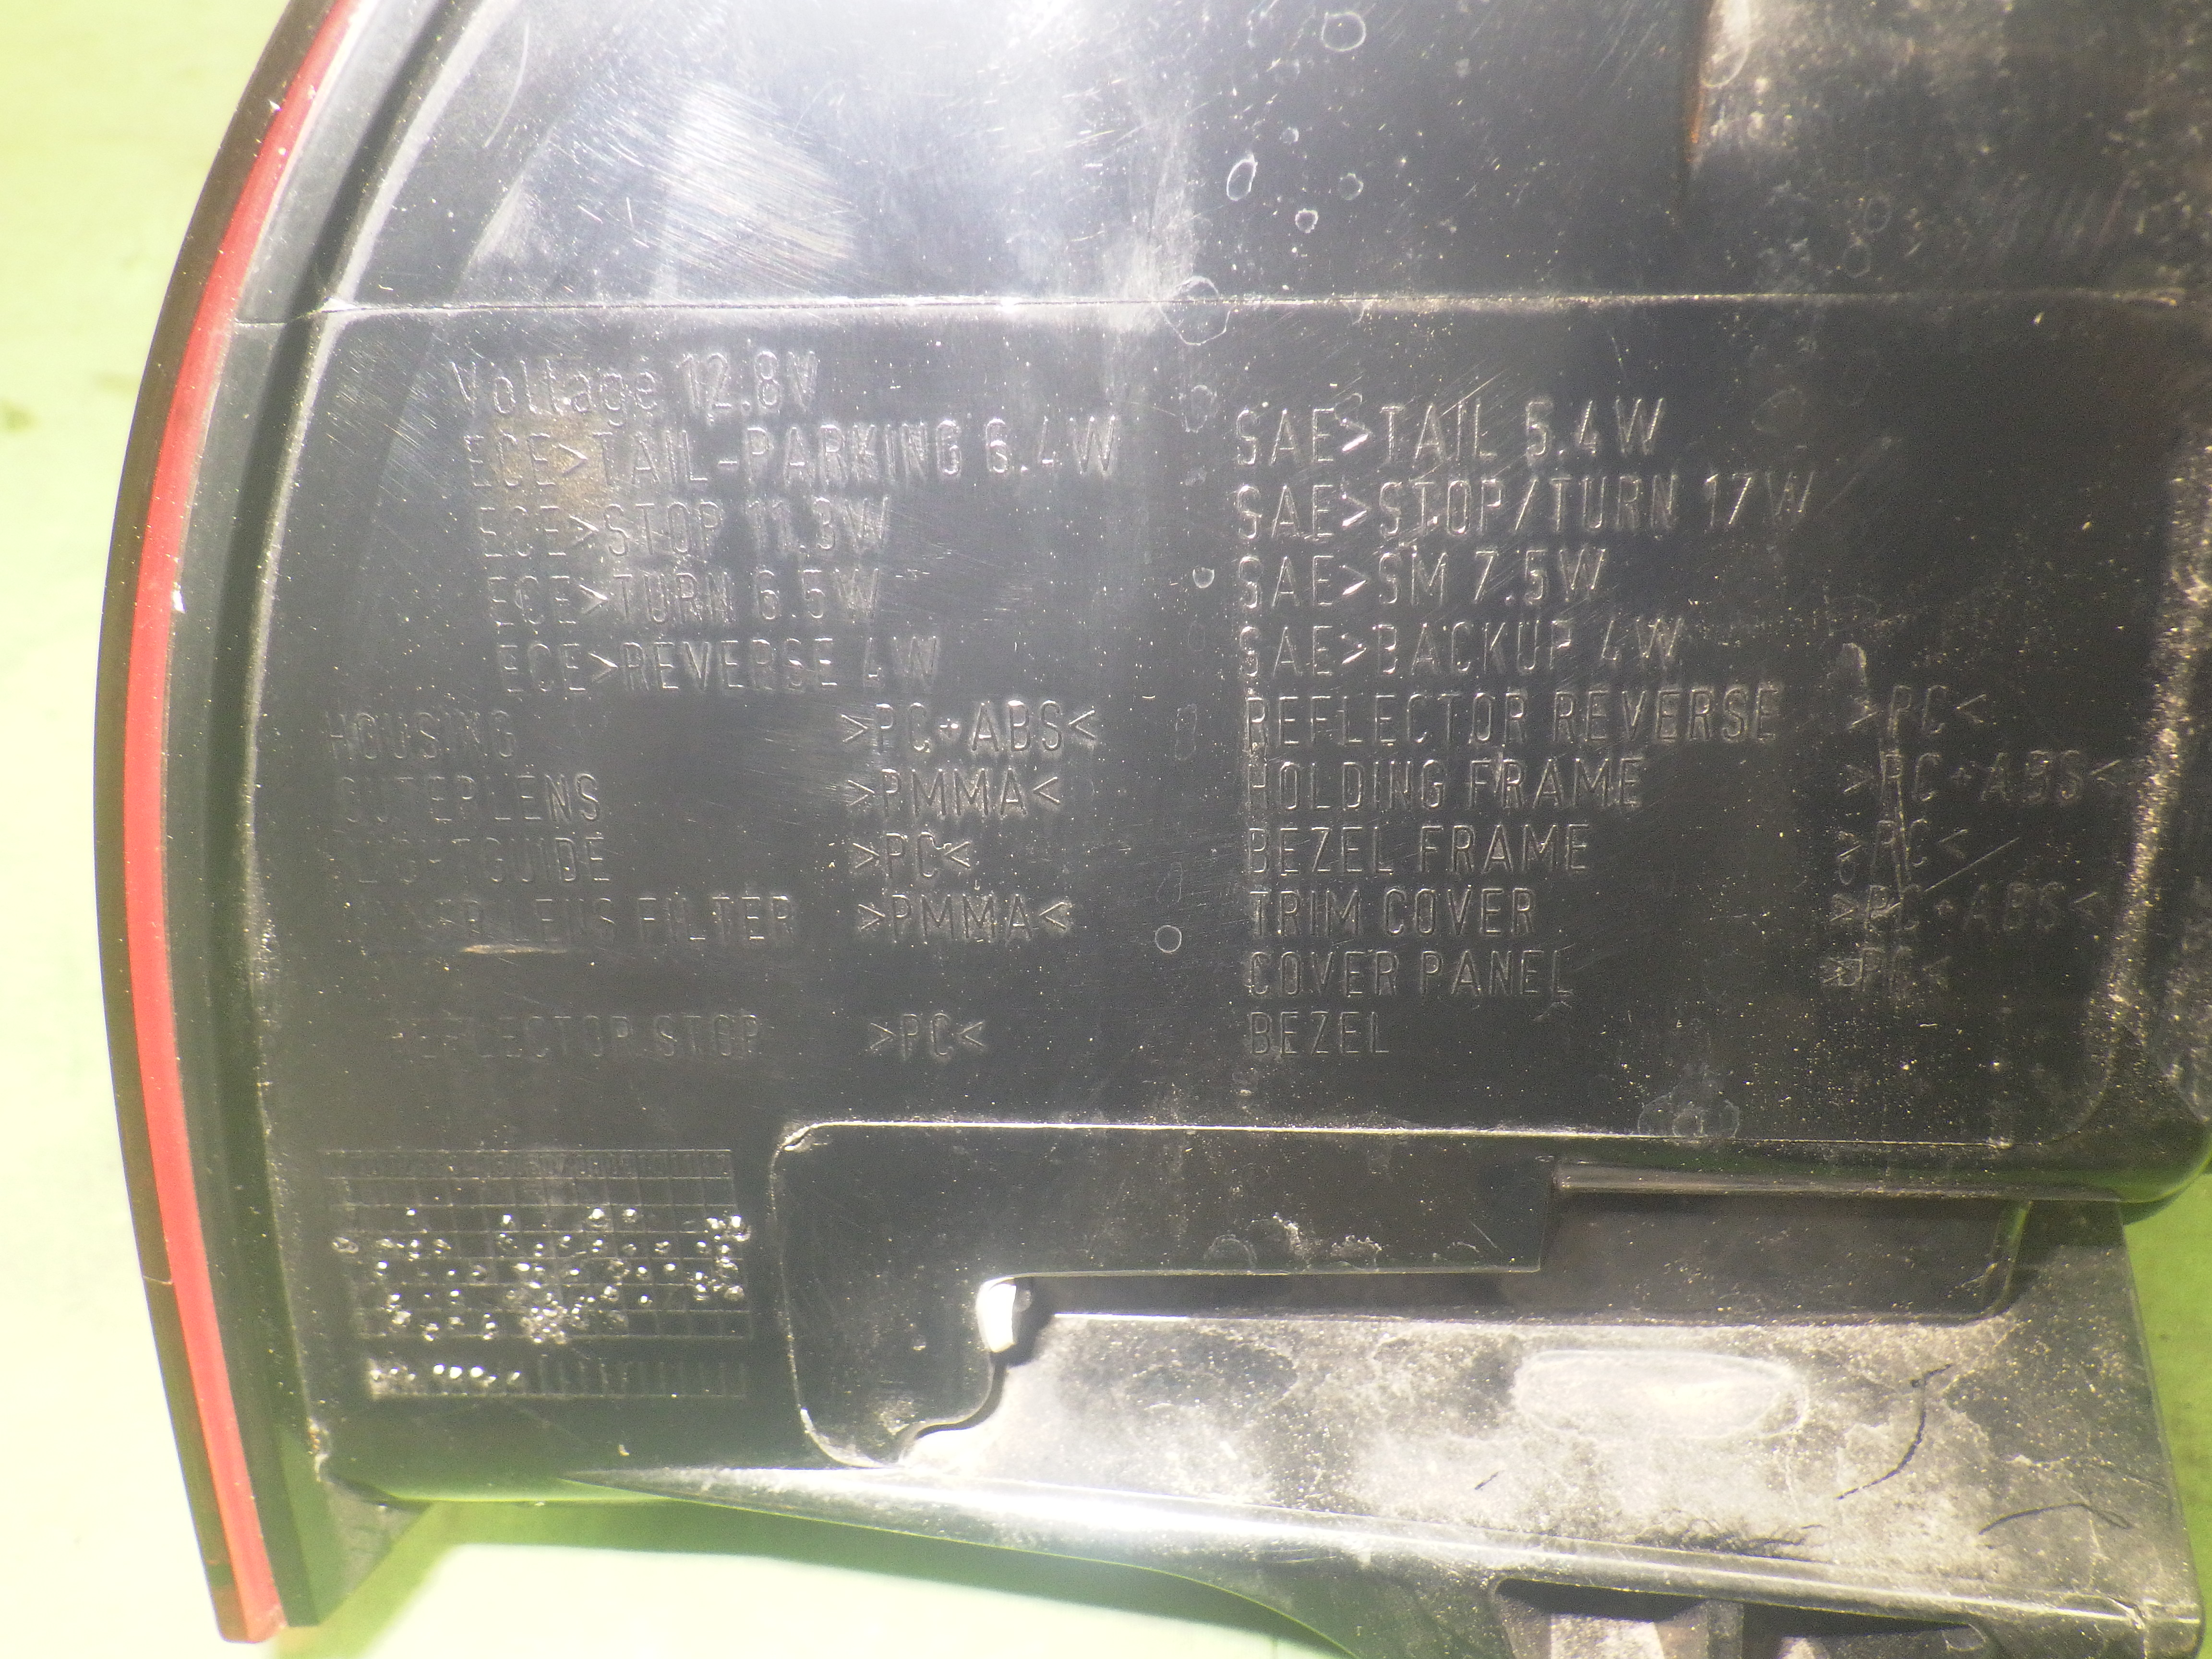 Voltage 12.8V
ECE>TAIL-PARKING 6.4W
ECE>STOP 11.3W
ECE>TURN 6.5W
ECE>REVERSE 4W
HOUSING >PC+ABS<
OUTERLENS >PMMA<
LIGHTGUIDE >PC<
LENS FILTER >PMMA<
REFLECTOR STOP >PC<
SAE>TAIL 5.4W
SAE>STOP/TURN 17W
SAE>SM 7.5W
SAE>BACKUP 4W
REFLECTOR REVERSE >PC<
HOLDING FRAME >PC+ABS<
BEZEL FRAME >PC<
TRIM COVER >PC+ABS<
COVER PANEL >PC<
BEZEL